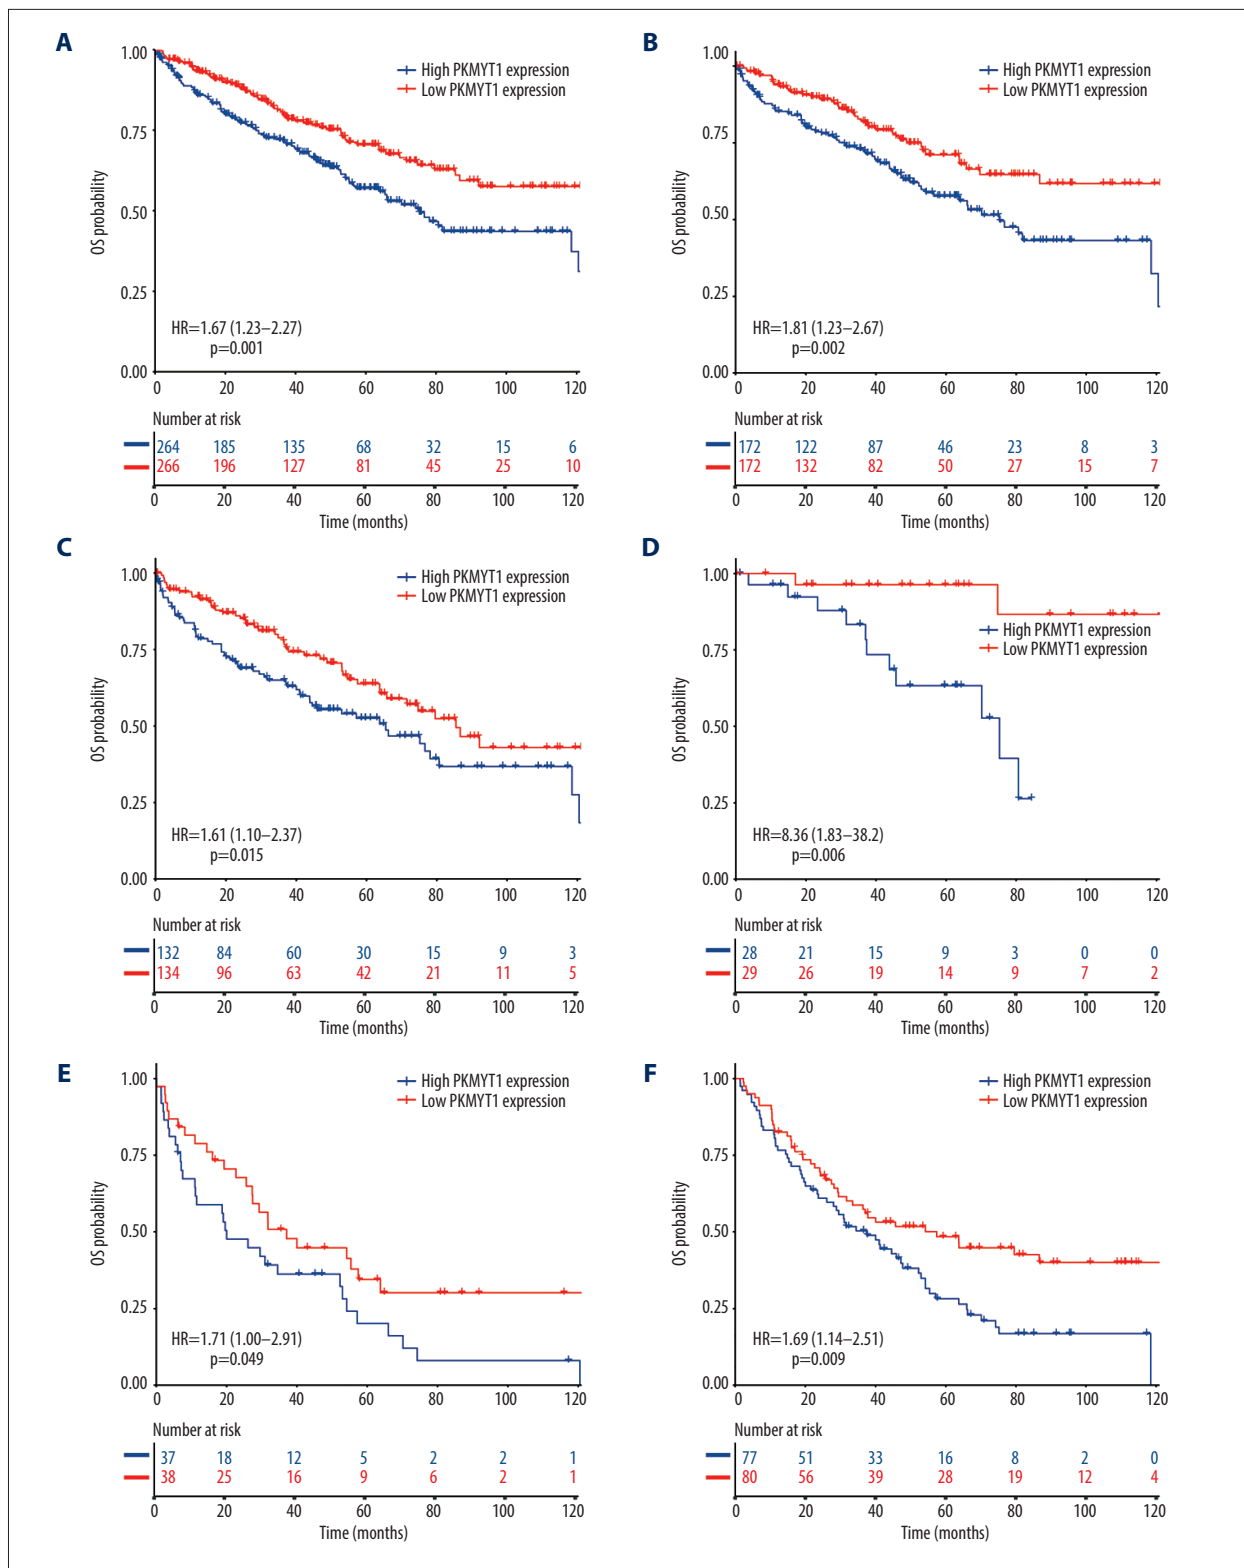 A
1.00
0.75
0.50
0.25
0.00
OS probability
High PKMYT1 expression
Low PKMYT1 expression
HR=1.67 (1.23–2.27)
p=0.001
0 20 40 60 80 100 120
Number at risk
264 185 135 68 32 15 6
266 196 127 81 45 25 10
0 20 40 60 80 100 120
Time (months)
B
1.00
0.75
0.50
0.25
0.00
OS probability
High PKMYT1 expression
Low PKMYT1 expression
HR=1.81 (1.23–2.67)
p=0.002
0 20 40 60 80 100 120
Number at risk
172 122 87 46 23 8 3
172 132 82 50 27 15 7
0 20 40 60 80 100 120
Time (months)
C
1.00
0.75
0.50
0.25
0.00
OS probability
High PKMYT1 expression
Low PKMYT1 expression
HR=1.61 (1.10–2.37)
p=0.015
0 20 40 60 80 100 120
Number at risk
132 84 60 30 15 9 3
134 96 63 42 21 11 5
0 20 40 60 80 100 120
Time (months)
D
1.00
0.75
0.50
0.25
0.00
OS probability
High PKMYT1 expression
Low PKMYT1 expression
HR=8.36 (1.83–38.2)
p=0.006
0 20 40 60 80 100 120
Number at risk
28 21 15 9 3 0 0
29 26 19 14 9 7 2
0 20 40 60 80 100 120
Time (months)
E
1.00
0.75
0.50
0.25
0.00
OS probability
High PKMYT1 expression
Low PKMYT1 expression
HR=1.71 (1.00–2.91)
p=0.049
0 20 40 60 80 100 120
Number at risk
37 18 12 5 2 2 1
38 25 16 9 6 2 1
0 20 40 60 80 100 120
Time (months)
F
1.00
0.75
0.50
0.25
0.00
OS probability
High PKMYT1 expression
Low PKMYT1 expression
HR=1.69 (1.14–2.51)
p=0.009
0 20 40 60 80 100 120
Number at risk
77 51 33 16 8 2 0
80 56 39 28 19 12 4
0 20 40 60 80 100 120
Time (months)